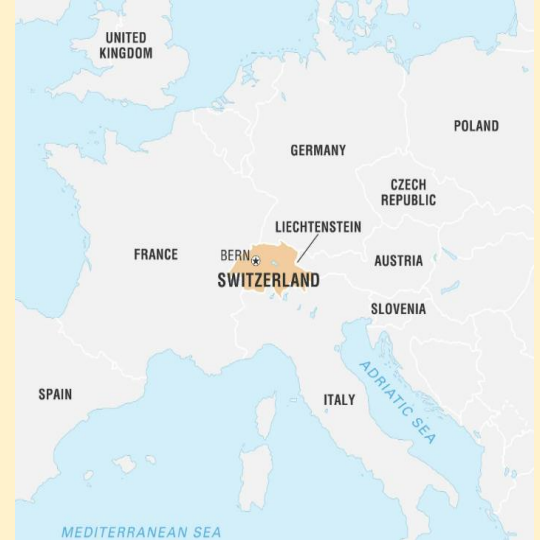 UNITED
KINGDOM
POLAND
GERMANY
CZECH
REPUBLIC
LIECHTENSTEIN
FRANCE
BERN
AUSTRIA
SWITZERLAND
SLOVENIA
SPAIN
ITALY
ADRIATIC SEA
MEDITERRANEAN SEA